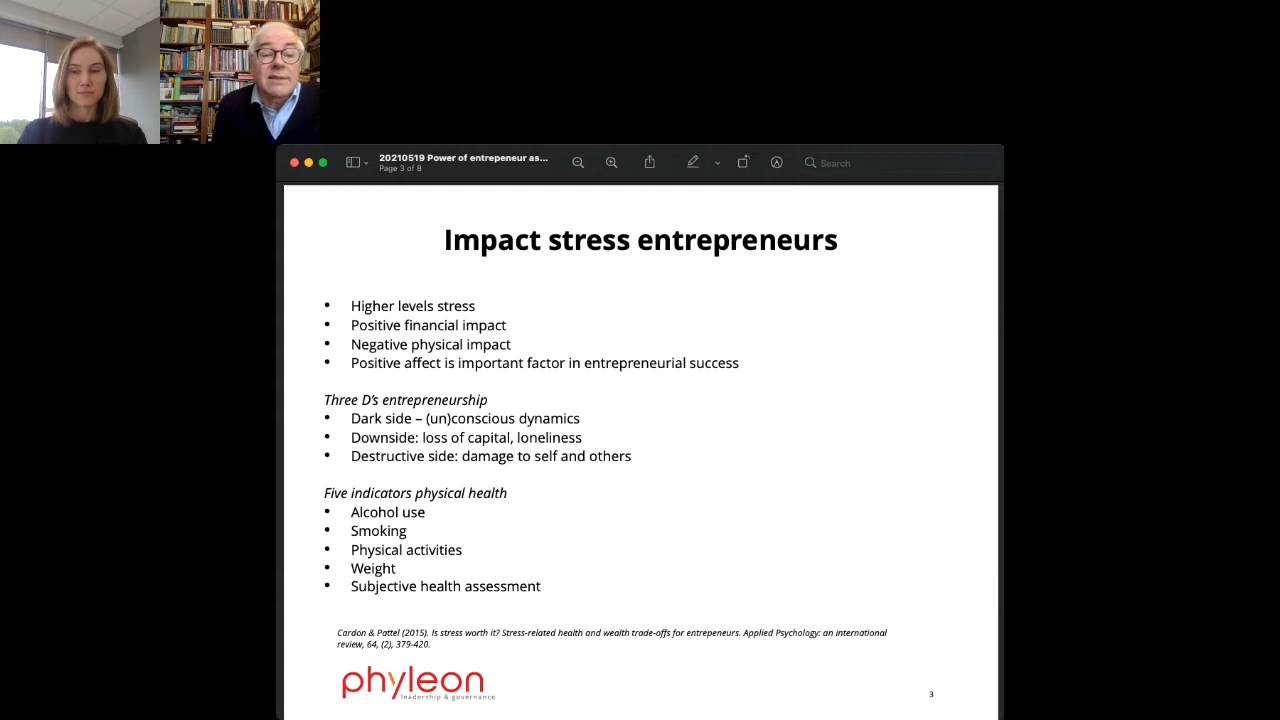 20210519 Power of entrepeneur as...
Page 3 of 8
Search
Impact stress entrepreneurs
• Higher levels stress
• Positive financial impact
• Negative physical impact
• Positive affect is important factor in entrepreneurial success
Three D's entrepreneurship
• Dark side – (un)conscious dynamics
• Downside: loss of capital, loneliness
• Destructive side: damage to self and others
Five indicators physical health
• Alcohol use
• Smoking
• Physical activities
• Weight
• Subjective health assessment
Cardon & Pattel (2015). Is stress worth it? Stress-related health and wealth trade-offs for entrepeneurs. Applied Psychology: an international
review, 64, (2), 379-420.
phyleon
leadership & governance
3